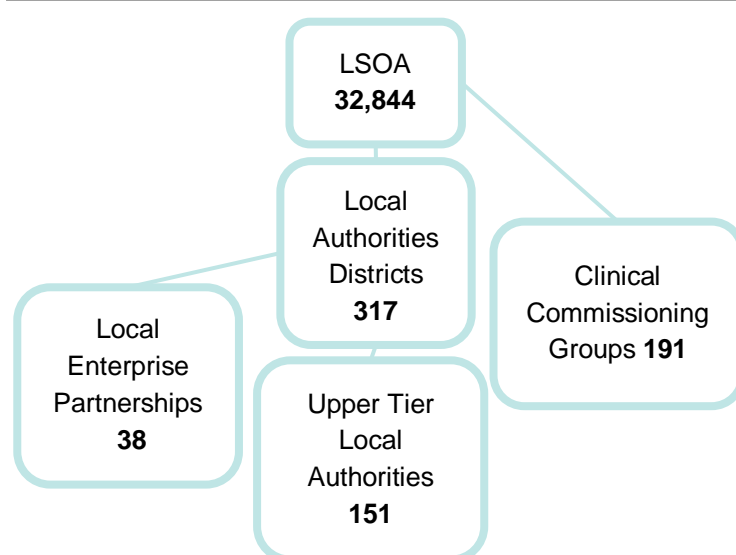 LSOA
32,844
Local
Authorities
Districts
317
Clinical
Commissioning
Groups 191
Local
Enterprise
Partnerships
38
Upper Tier
Local
Authorities
151